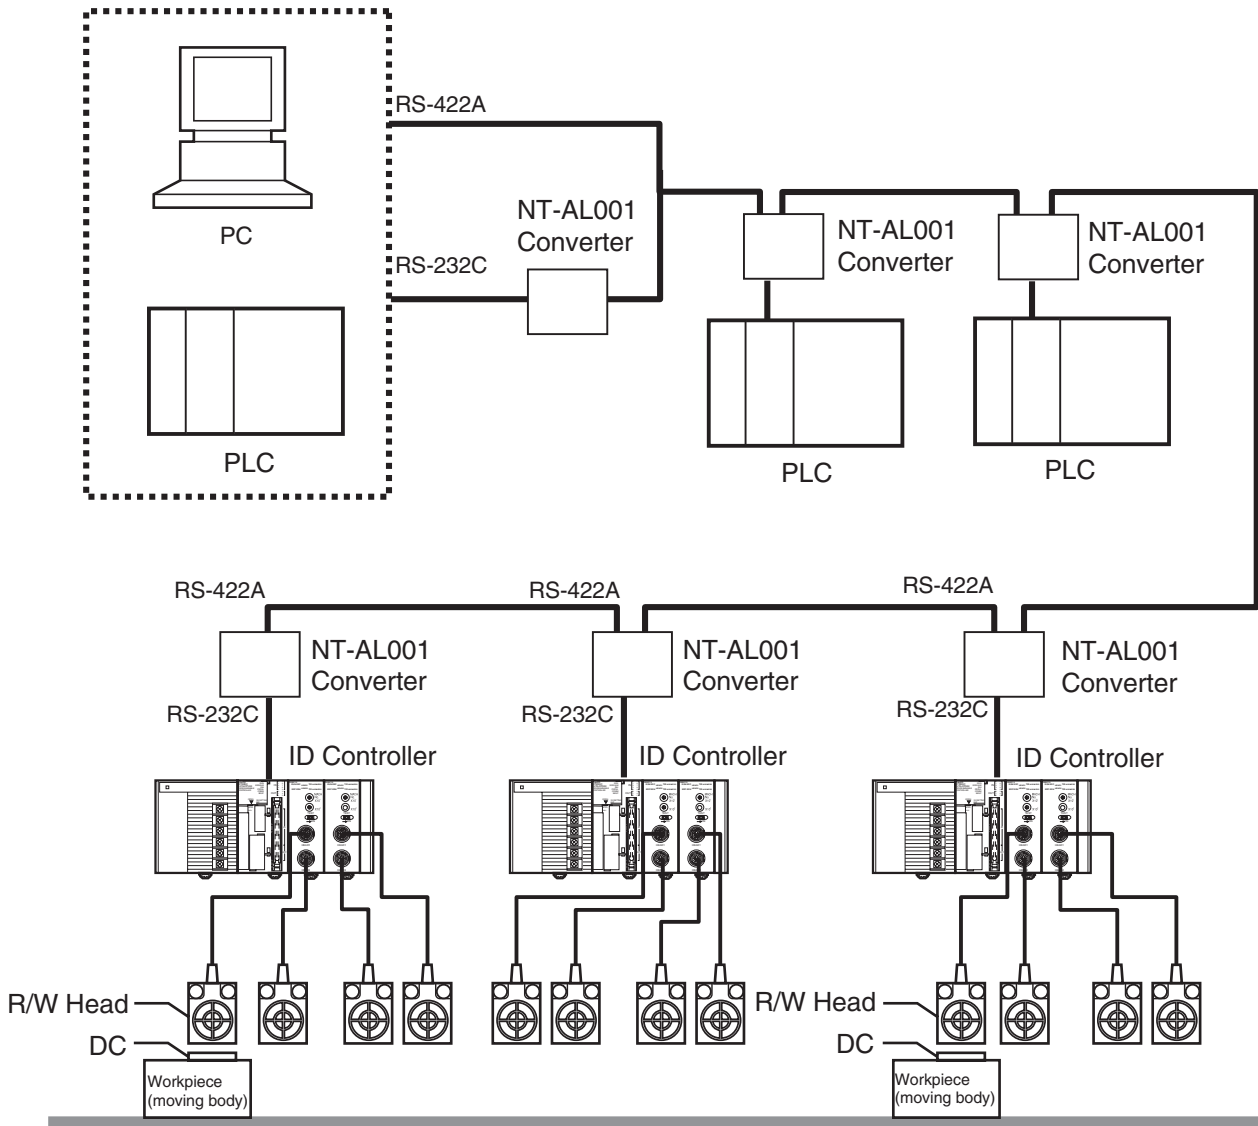 RS-422A
PC
NT-AL001
Converter
RS-232C
NT-AL001
Converter
NT-AL001
Converter
PLC
PLC
PLC
RS-422A
RS-422A
RS-422A
NT-AL001
Converter
NT-AL001
Converter
NT-AL001
Converter
RS-232C
RS-232C
RS-232C
ID Controller
ID Controller
ID Controller
R/W Head
R/W Head
DC
DC
Workpiece
(moving body)
Workpiece
(moving body)